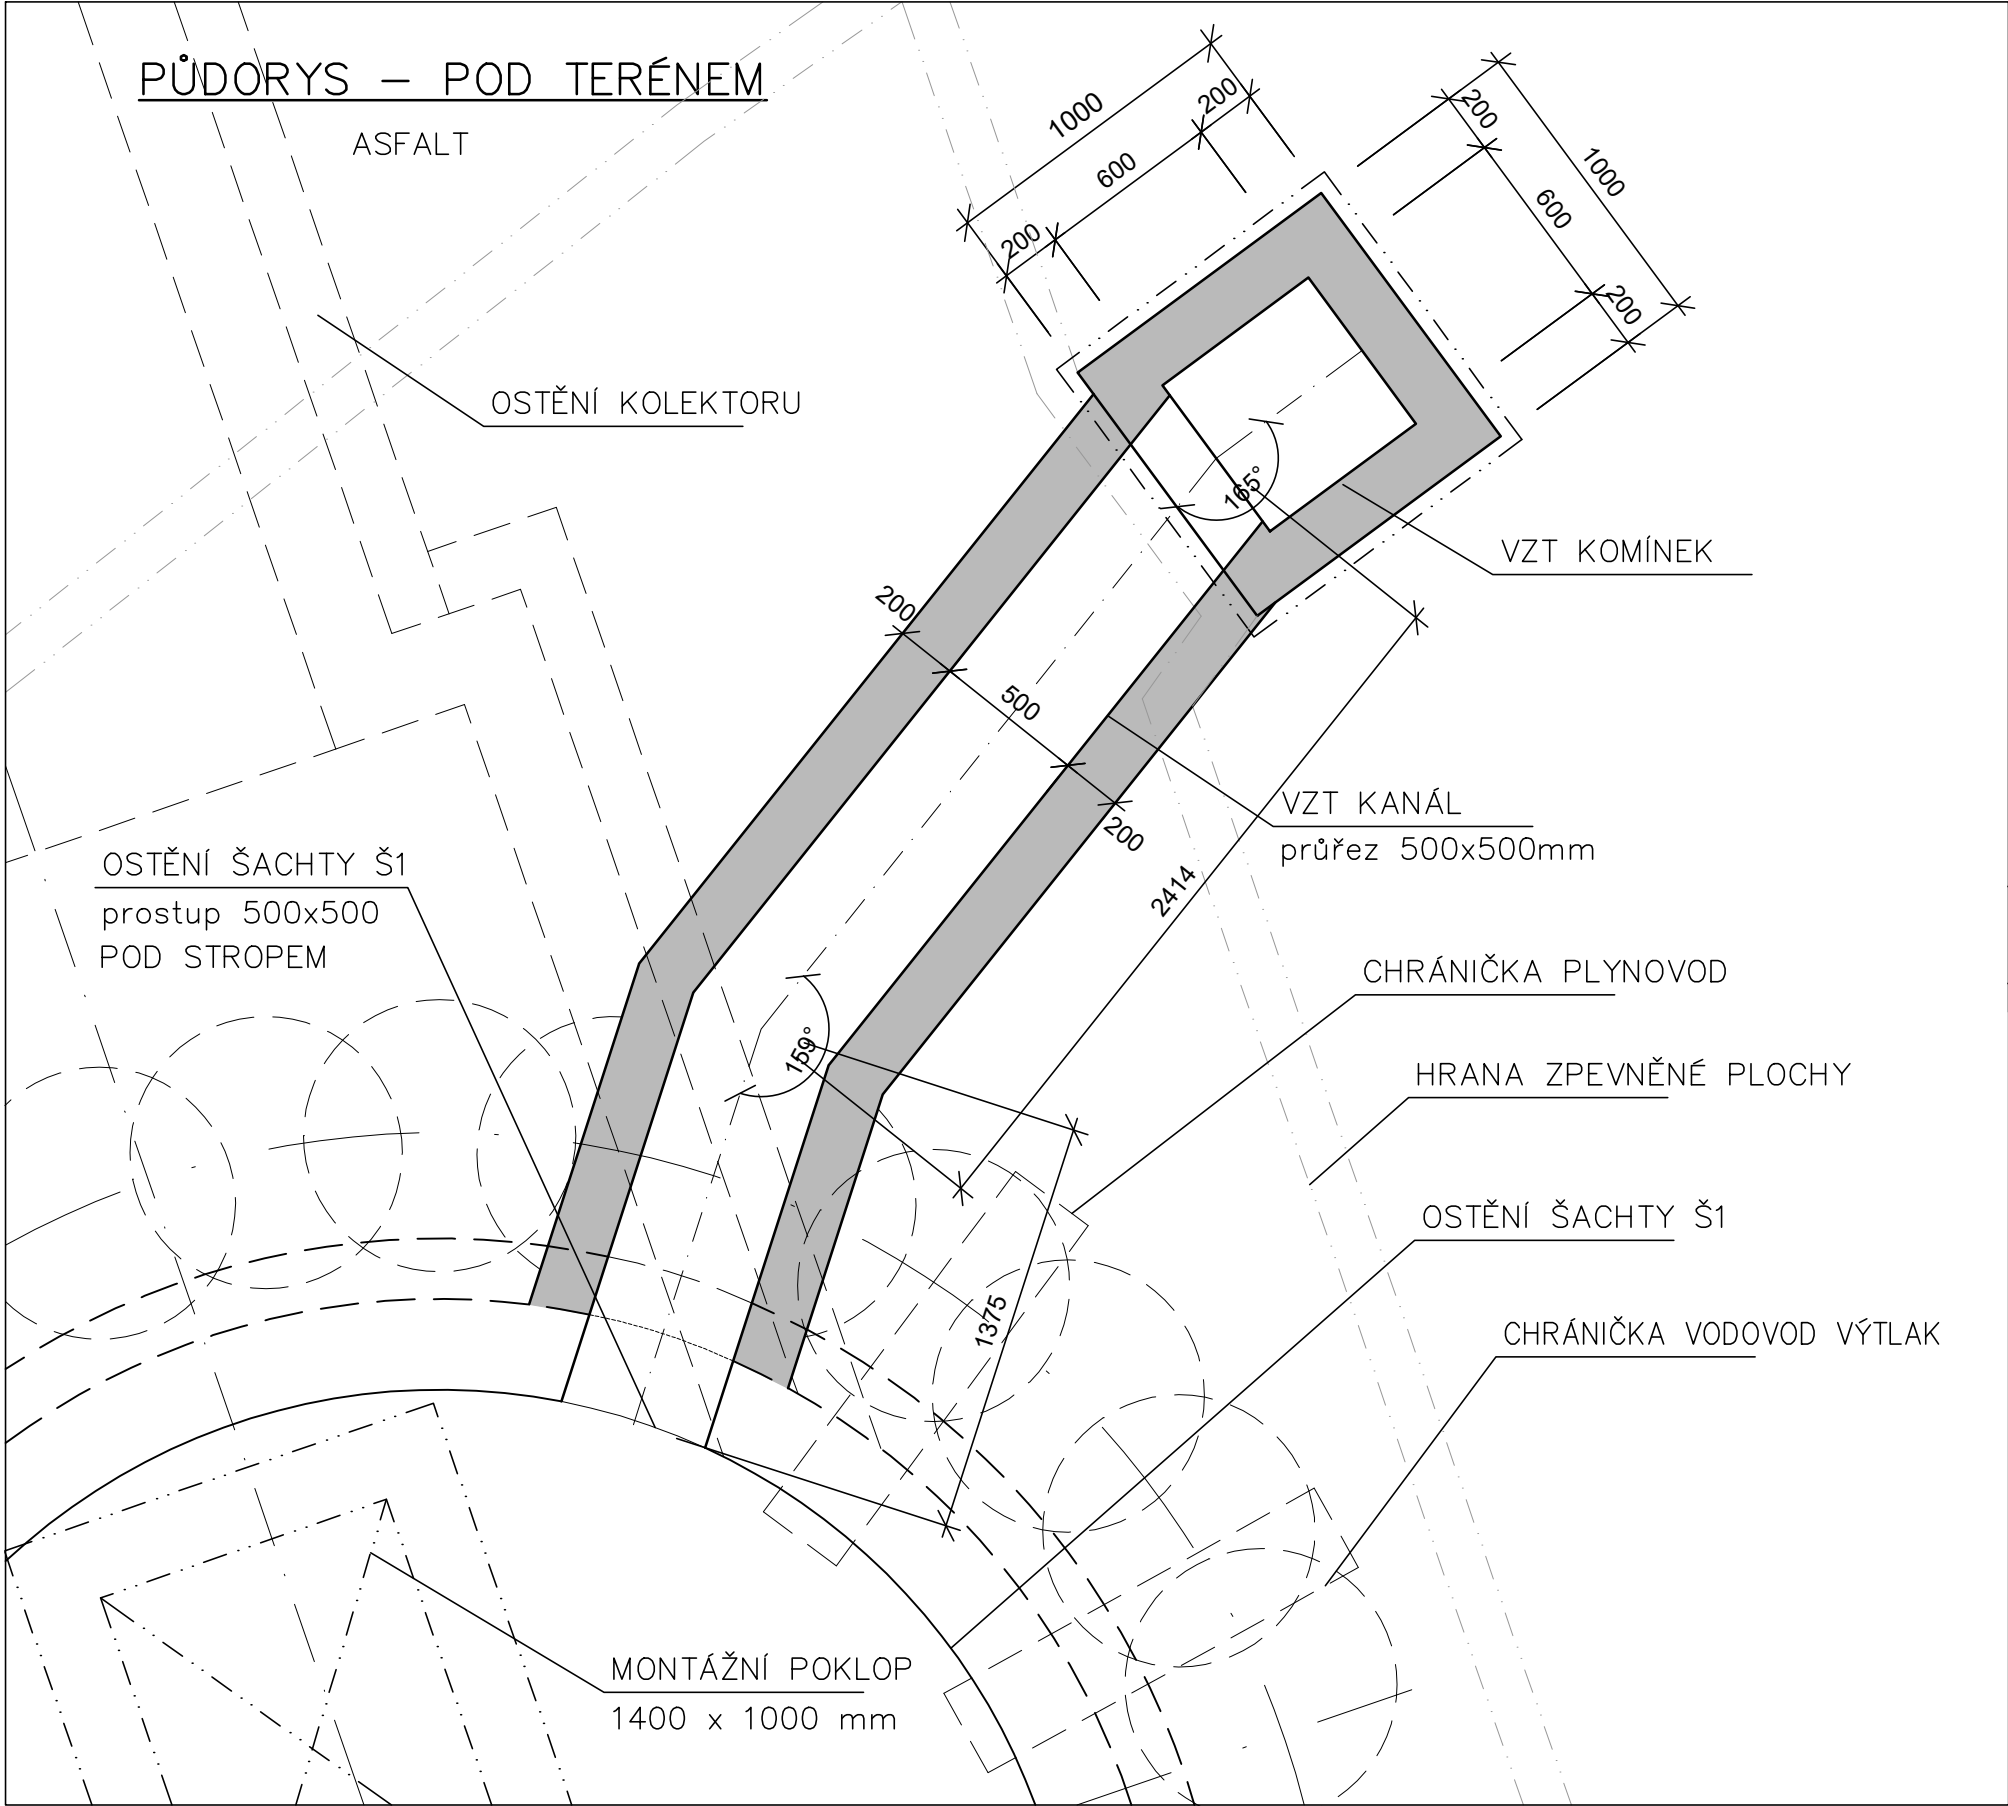 PŮDORYS – POD TERÉNEM
ASFALT
1000
200
600
200
200
1000
600
200
OSTĚNÍ KOLEKTORU
165°
VZT KOMÍNEK
200
500
200
VZT KANÁL
průřez 500x500mm
OSTĚNÍ ŠACHTY Š1
prostup 500x500
POD STROPEM
2414
CHRÁNIČKA PLYNOVOD
159°
HRANA ZPEVNĚNÉ PLOCHY
OSTĚNÍ ŠACHTY Š1
1375
CHRÁNIČKA VODOVOD VÝTLAK
MONTÁŽNÍ POKLOP
1400 x 1000 mm